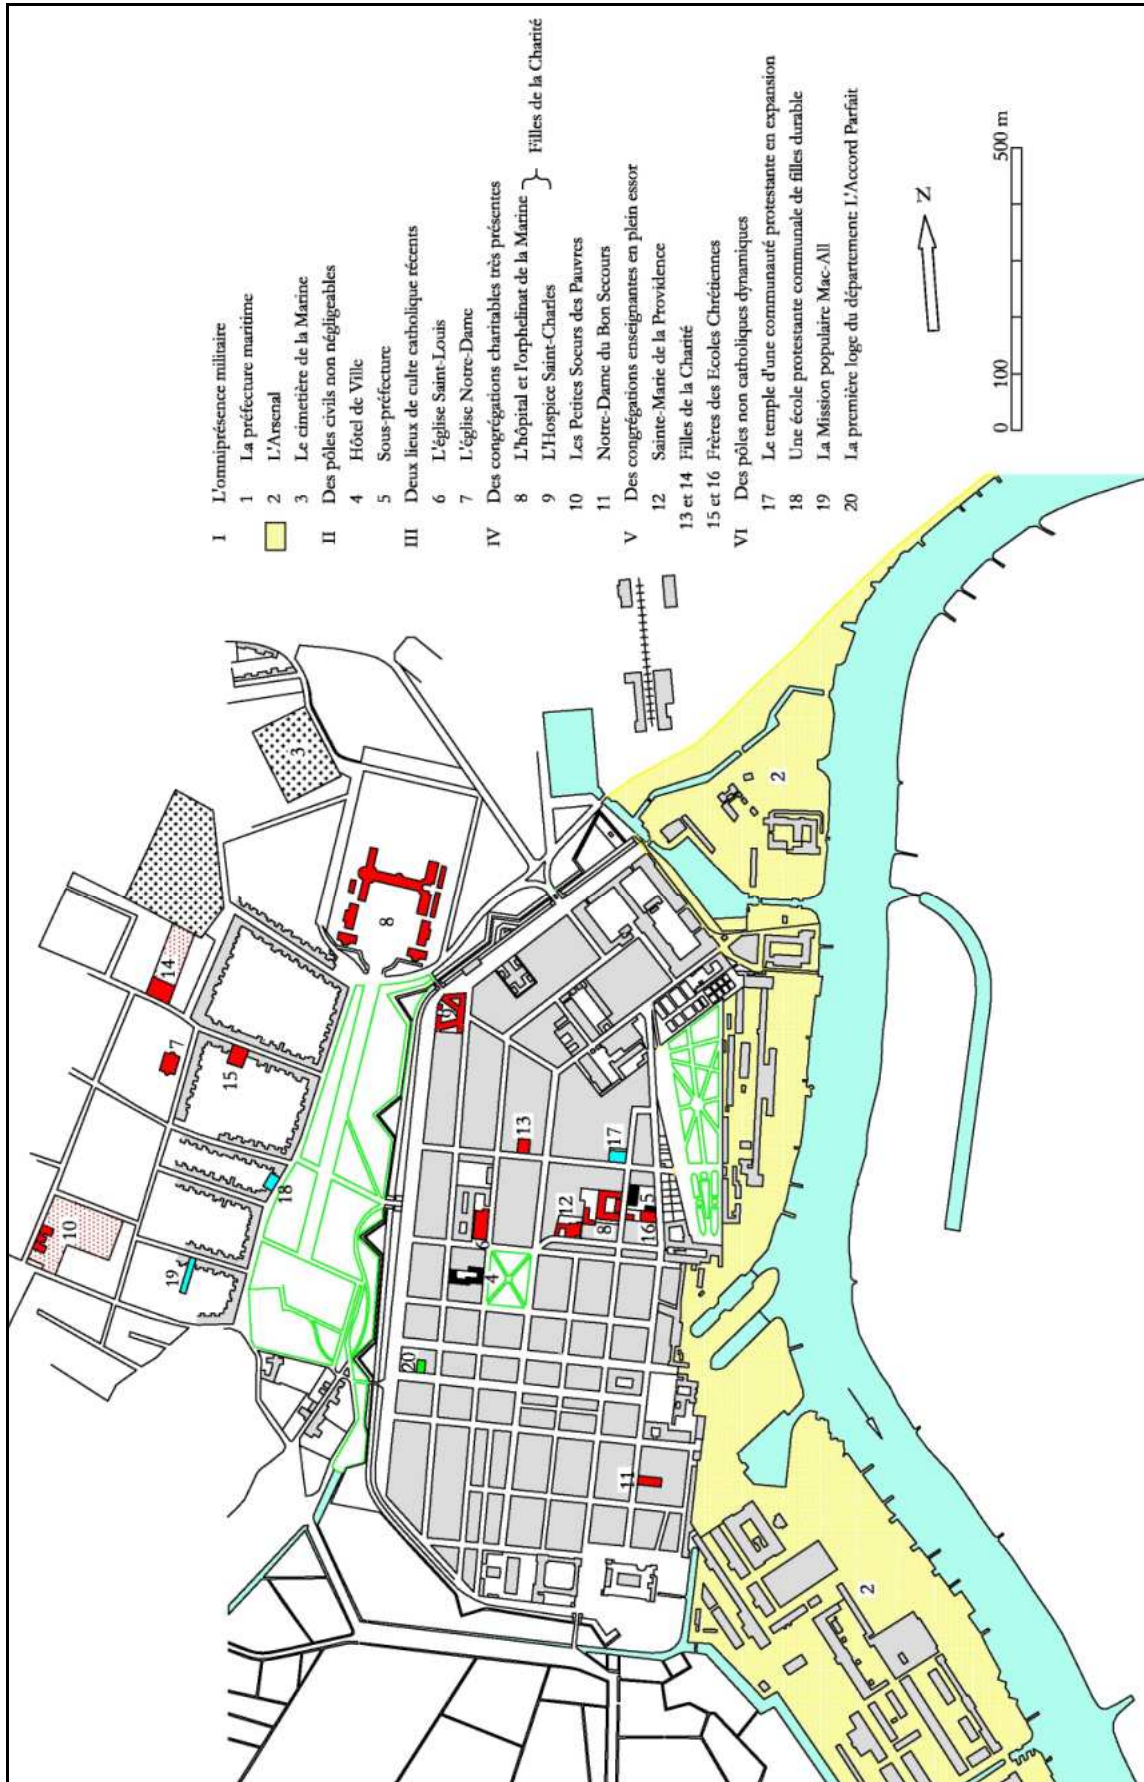 I L'omniprésence militaire
1 La préfecture maritime
2 L'Arsenal
3 Le cimetière de la Marine
II Des pôles civils non négligeables
4 Hôtel de Ville
5 Sous-préfecture
III Deux lieux de culte catholique récents
6 L'église Saint-Louis
7 L'église Notre-Dame
IV Des congrégations charitables très présentes
8 L'hôpital et l'orphelinat de la Marine
9 L'Hospice Saint-Charles
Filles de la Charité
10 Les Petites Soeurs des Pauvres
11 Notre-Dame du Bon Secours
V Des congrégations enseignantes en plein essor
12 Sainte-Marie de la Providence
13 et 14 Filles de la Charité
15 et 16 Frères des Ecoles Chrétiennes
VI Des pôles non catholiques dynamiques
17 Le temple d'une communauté protestante en expansion
18 Une école protestante communale de filles durable
19 La Mission populaire Mac-All
20 La première loge du département: L'Accord Parfait
N
0 100 500 m
10
14
7
15
3
19
18
8
20
4
6
13
12
8
17
16
5
11
2
2